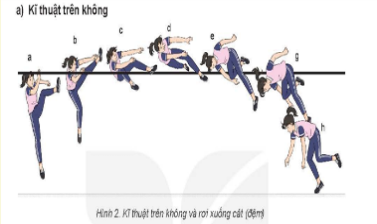 a) Kĩ thuật trên không
a
b
c
d
e
g
h
Hình 2. Kĩ thuật trên không và rơi xuống cát (đệm)